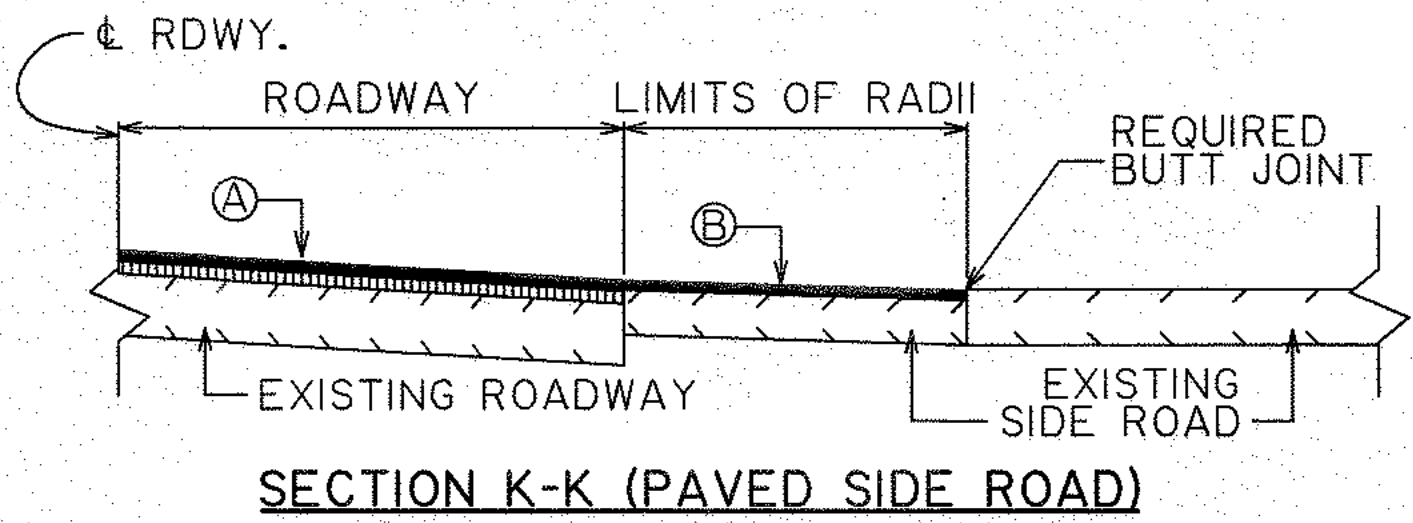 ℄ RDWY.
ROADWAY
LIMITS OF RADII
REQUIRED
BUTT JOINT
A
B
EXISTING ROADWAY
EXISTING
SIDE ROAD
SECTION K-K (PAVED SIDE ROAD)